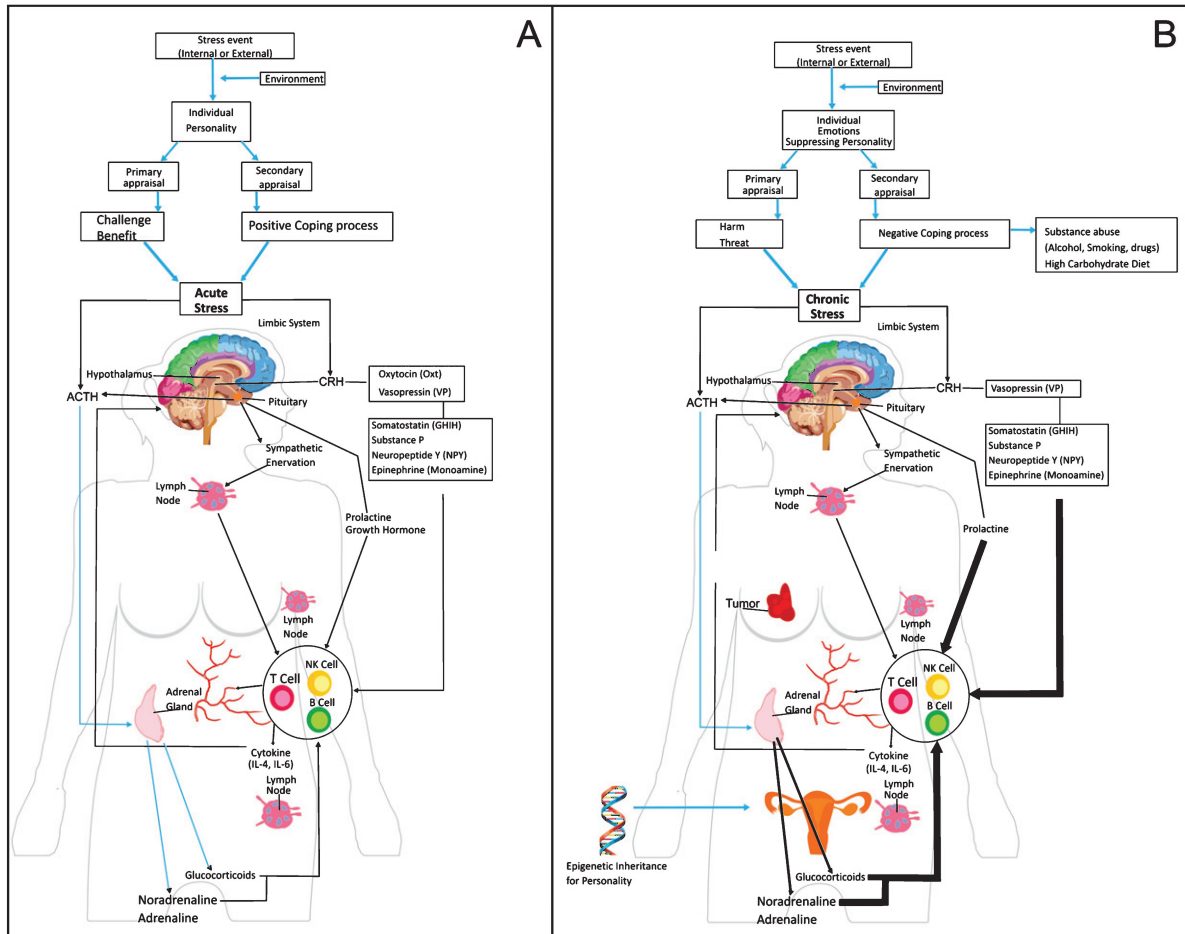 A
Stress event
(Internal or External)
Environment
Individual
Personality
Primary
appraisal
Secondary
appraisal
Challenge
Benefit
Positive Coping process
Acute
Stress
Limbic System
Hypothalamus
CRH
Oxytocin (Oxt)
Vasopressin (VP)
ACTH
Pituitary
Somatostatin (GHIH)
Substance P
Neuropeptide Y (NPY)
Epinephrine (Monoamine)
Sympathetic
Enervation
Lymph
Node
Prolactine
Growth Hormone
Lymph
Node
NK Cell
T Cell
B Cell
Adrenal
Gland
Cytokine
(IL-4, IL-6)
Lymph
Node
Glucocorticoids
Noradrenaline
Adrenaline
B
Stress event
(Internal or External)
Environment
Individual
Emotions
Suppressing Personality
Primary
appraisal
Secondary
appraisal
Harm
Threat
Negative Coping process
Substance abuse
(Alcohol, Smoking, drugs)
High Carbohydrate Diet
Chronic
Stress
Limbic System
Hypothalamus
CRH
Vasopressin (VP)
ACTH
Pituitary
Somatostatin (GHIH)
Substance P
Neuropeptide Y (NPY)
Epinephrine (Monoamine)
Sympathetic
Enervation
Lymph
Node
Prolactine
Tumor
Lymph
Node
NK Cell
T Cell
B Cell
Adrenal
Gland
Cytokine
(IL-4, IL-6)
Lymph
Node
Epigenetic Inheritance
for Personality
Glucocorticoids
Noradrenaline
Adrenaline